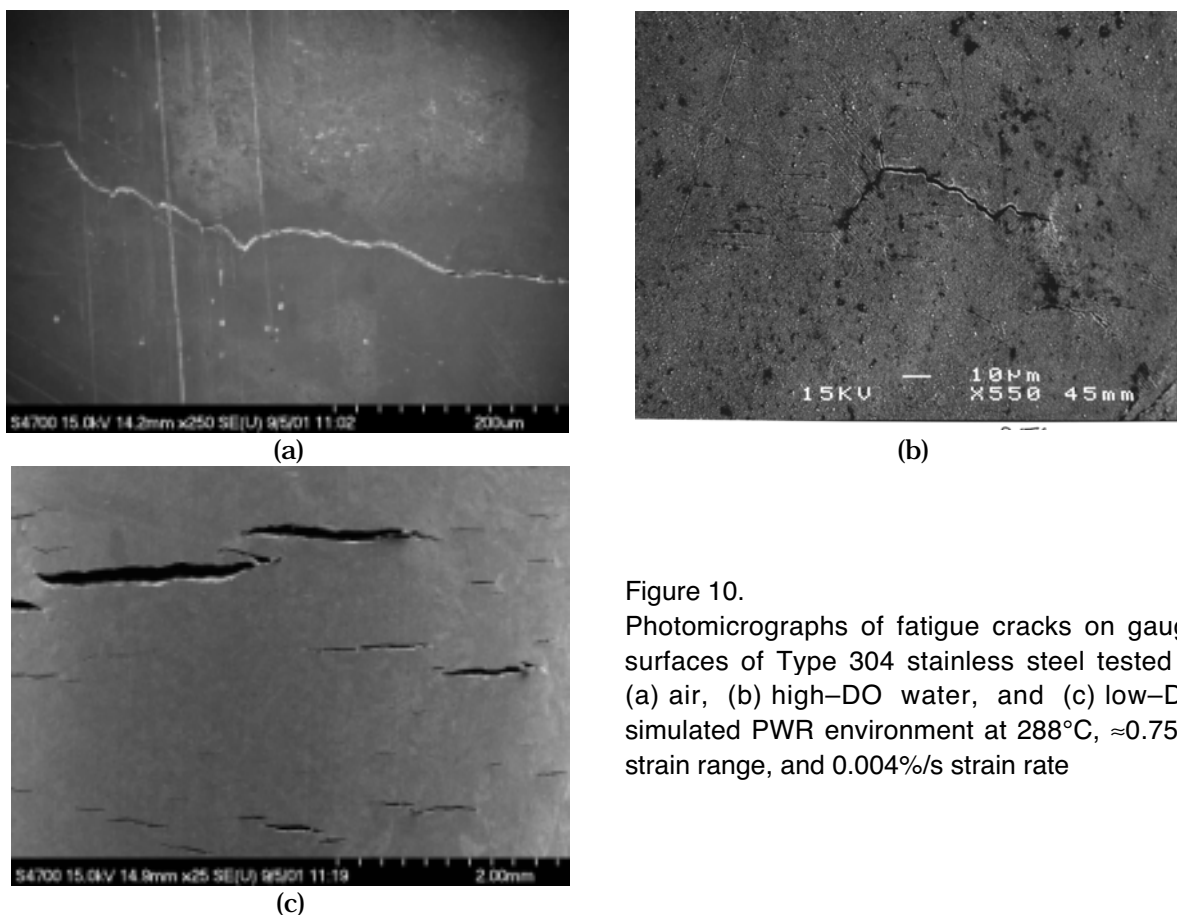 S4700 15.0kV 14.2mm x250 SE(U) 9/5/01 11:02 200um
(a)
15KV 10µm
X550 45mm
(b)
S4700 15.0kV 14.9mm x25 SE(U) 9/5/01 11:19 2.00mm
(c)
Figure 10.
Photomicrographs of fatigue cracks on gaug
surfaces of Type 304 stainless steel tested
(a) air, (b) high–DO water, and (c) low–D
simulated PWR environment at 288°C, ≈0.75
strain range, and 0.004%/s strain rate